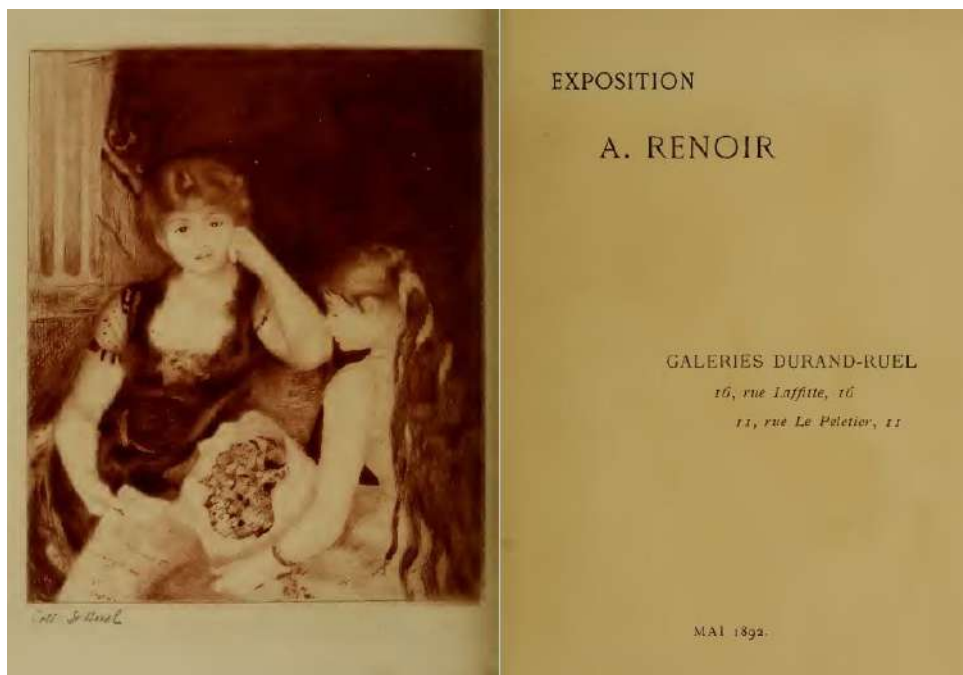 EXPOSITION
A. RENOIR
GALERIES DURAND-RUEL
16, rue Laffitte, 16
11, rue Le Peletier, 11
MAI 1892.